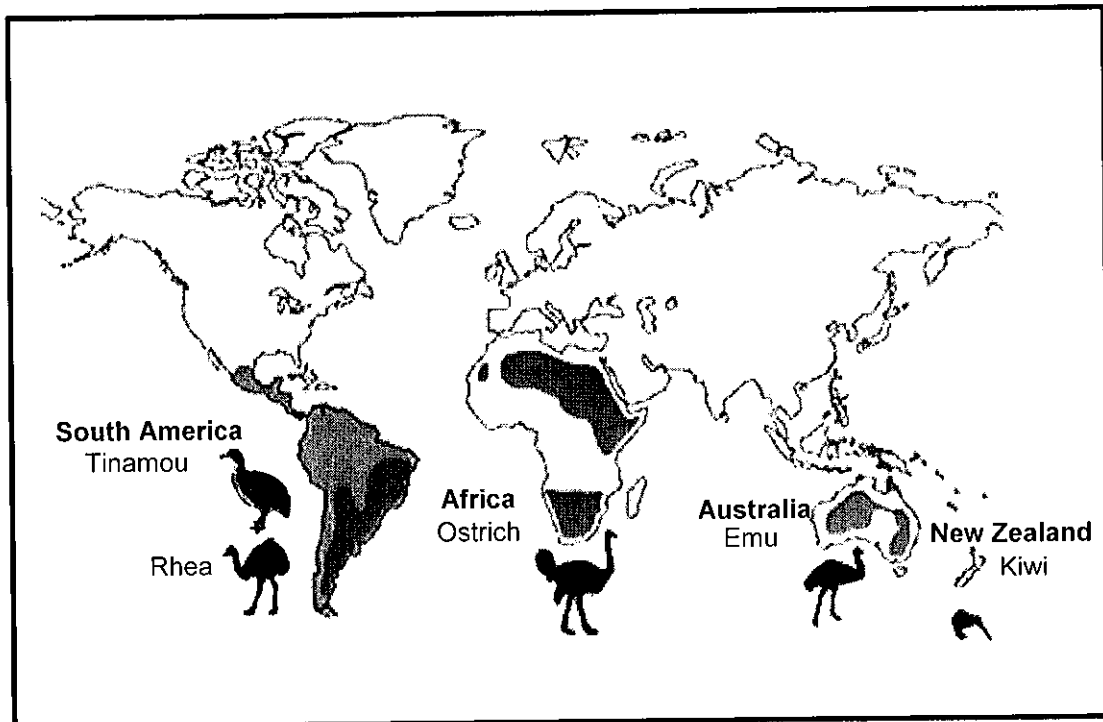 South America
Tinamou
Rhea
Africa
Ostrich
Australia
Emu
New Zealand
Kiwi